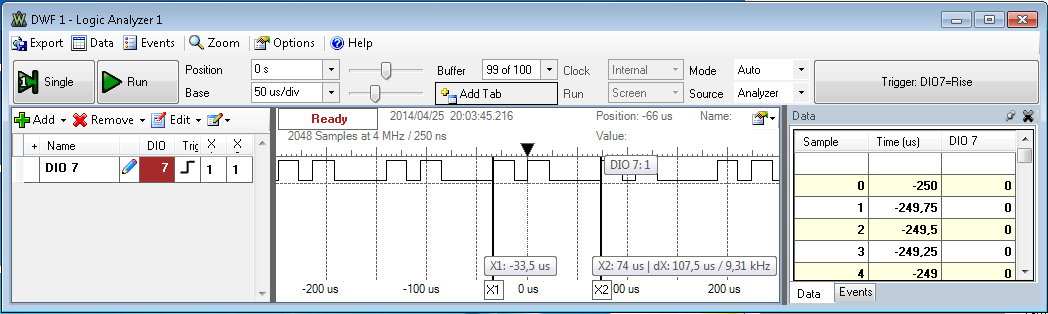 DWF 1 - Logic Analyzer 1
Export Data Events Zoom Options Help
Single Run Position 0 s Buffer 99 of 100 Clock Internal Mode Auto Trigger: DIO7=Rise
Base 50 us/div Add Tab Run Screen Source Analyzer
Add Remove Edit
Ready 2014/04/25 20:03:45.216 Position: -66 us Name:
2048 Samples at 4 MHz / 250 ns Value:
+ Name DIO Trig X X
DIO 7 7 1 1
DIO 7: 1
X1: -33,5 us X2: 74 us | dX: 107,5 us / 9,31 kHz
-200 us -100 us X1 0 us X2 00 us 200 us
Data
Sample Time (us) DIO 7
0 -250 0
1 -249,75 0
2 -249,5 0
3 -249,25 0
4 -249 0
Data Events